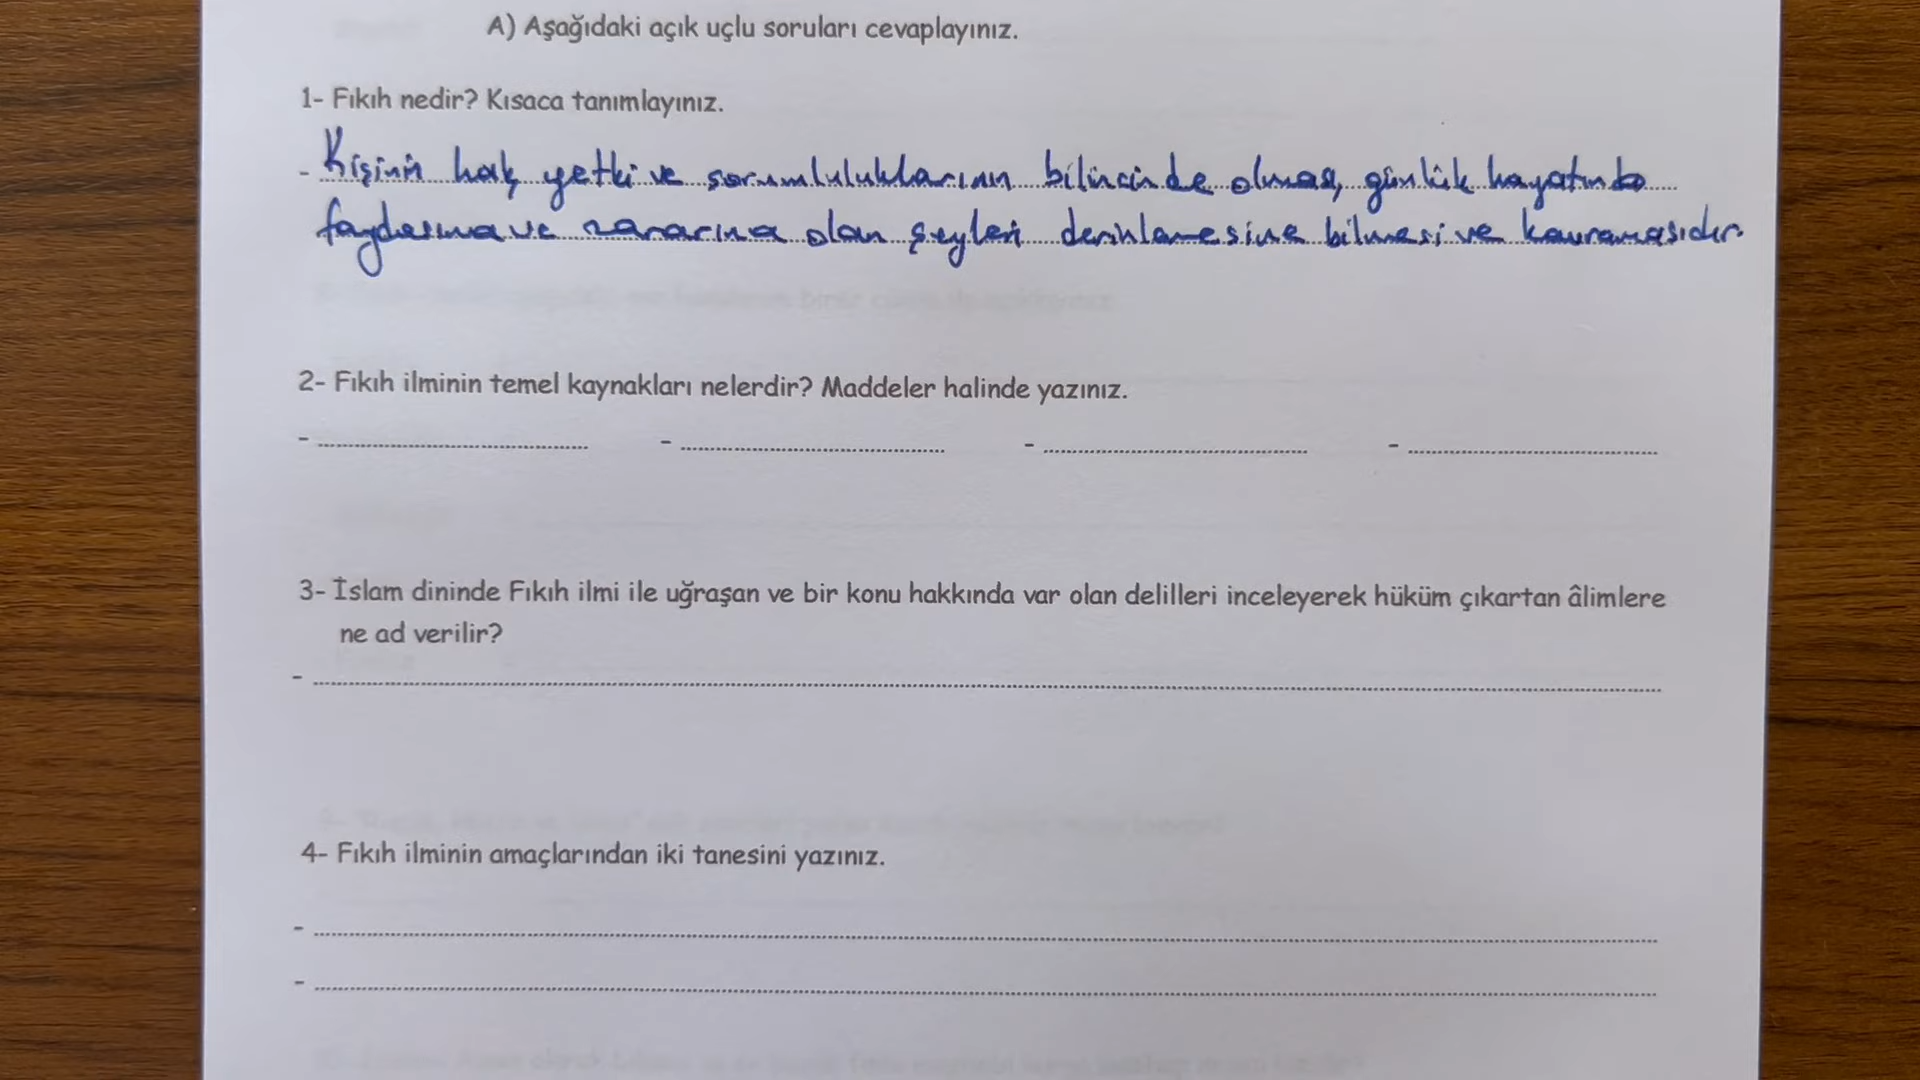 A) Aşağıdaki açık uçlu soruları cevaplayınız.
1- Fıkıh nedir? Kısaca tanımlayınız.
- Kişinin hak, yetki ve sorumluluklarının bilincinde olması, günlük hayatında
faydasına ve zararına olan şeyleri derinlemesine bilmesi ve kavramasıdır.
2- Fıkıh ilminin temel kaynakları nelerdir? Maddeler halinde yazınız.
- .......... - .......... - .......... - ..........
3- İslam dininde Fıkıh ilmi ile uğraşan ve bir konu hakkında var olan delilleri inceleyerek hüküm çıkartan âlimlere
ne ad verilir?
- ..........
4- Fıkıh ilminin amaçlarından iki tanesini yazınız.
- ..........
- ..........